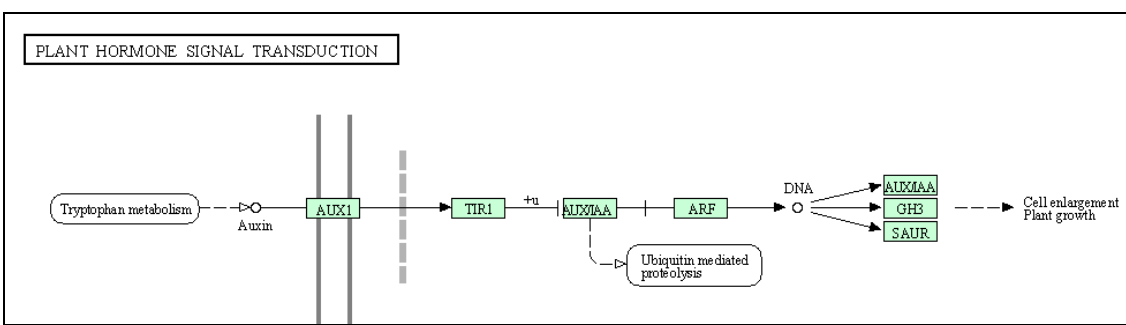 PLANT HORMONE SIGNAL TRANSDUCTION
Tryptophan metabolism
Auxin
AUX1
TIR1
+u
AUX/IAA
ARF
DNA
AUX/IAA
GH3
SAUR
Cell enlargement
Plant growth
Ubiquitin mediated
proteolysis